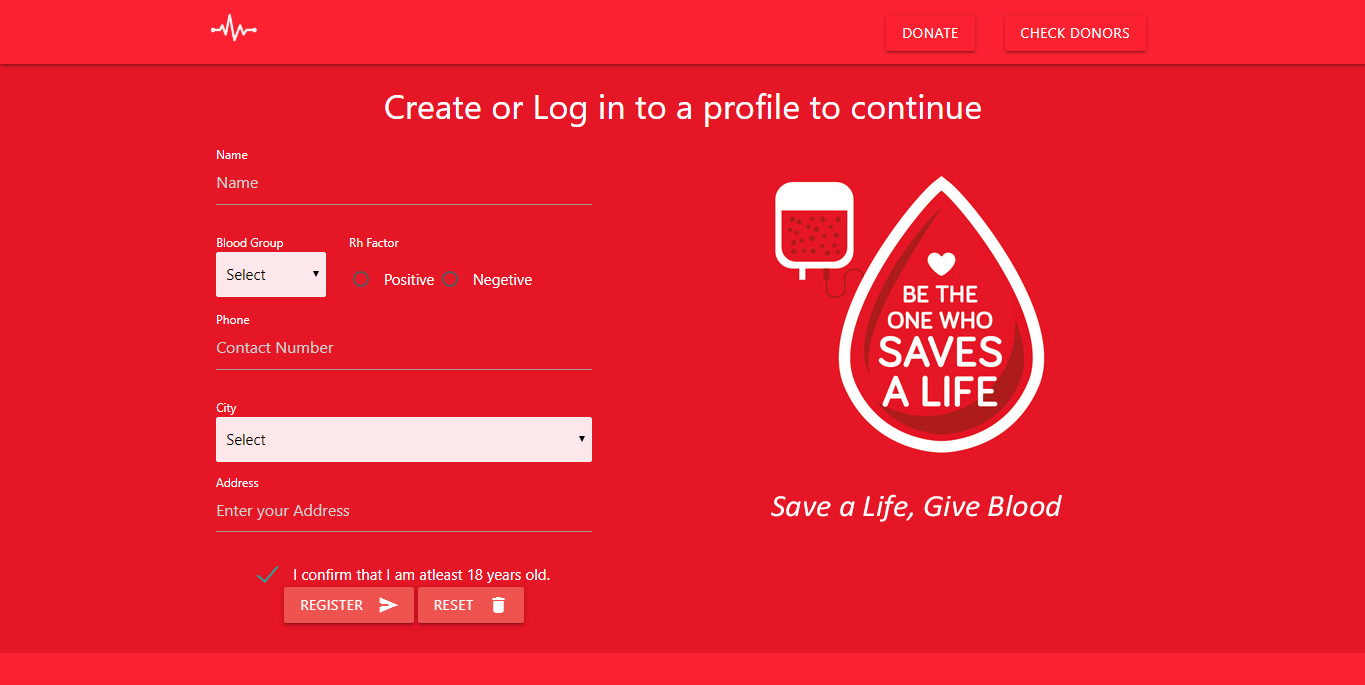 DONATE
CHECK DONORS
Create or Log in to a profile to continue
Name
Name
Blood Group
Rh Factor
Select
Positive
Negetive
Phone
Contact Number
City
Select
Address
Enter your Address
I confirm that I am atleast 18 years old.
REGISTER
RESET
BE THE
ONE WHO
SAVES
A LIFE
Save a Life, Give Blood